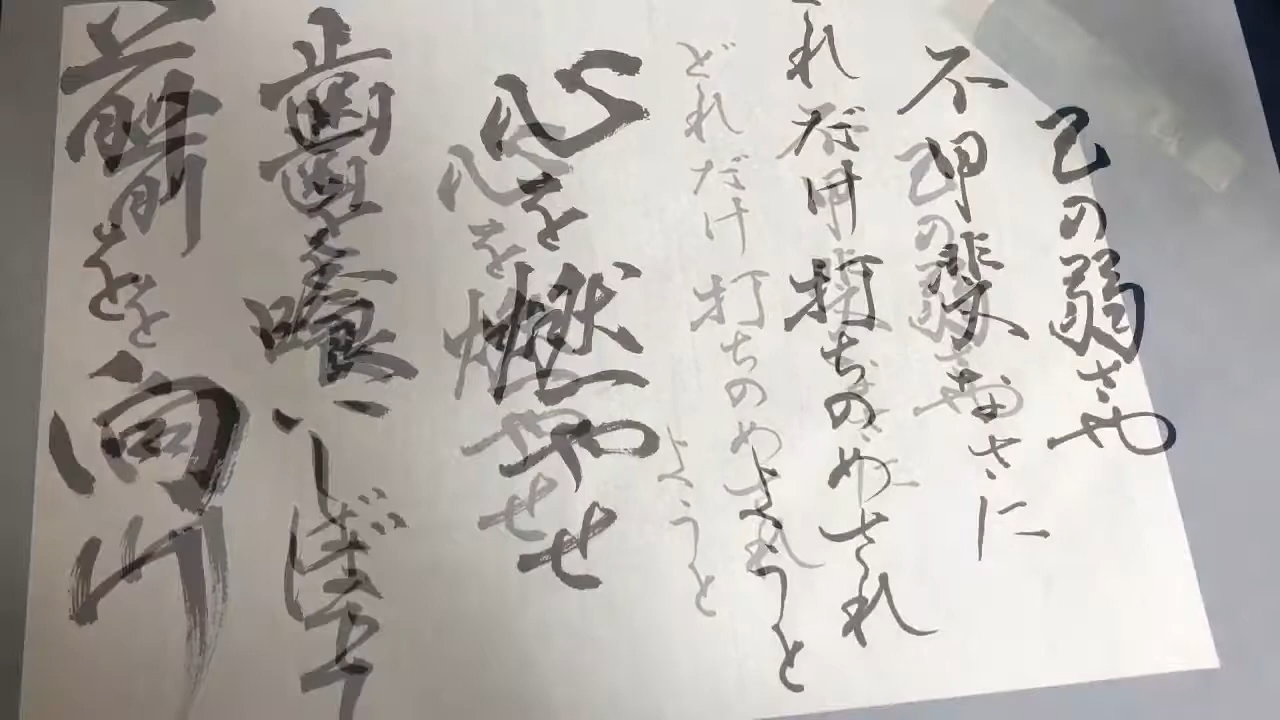 己の弱さや
不甲斐なさに
どれだけ打ちのめされ
ようと
心を燃やせ
歯を喰いしばって
前を向け